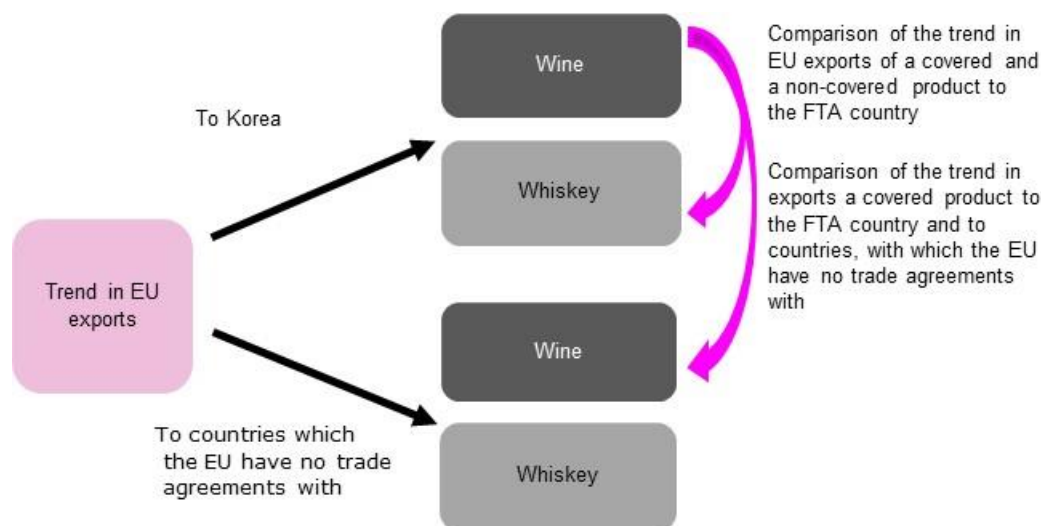 Trend in EU
exports
To Korea
To countries which
the EU have no trade
agreements with
Wine
Whiskey
Wine
Whiskey
Comparison of the trend in
EU exports of a covered and
a non-covered product to
the FTA country
Comparison of the trend in
exports a covered product to
the FTA country and to
countries, with which the EU
have no trade agreements
with